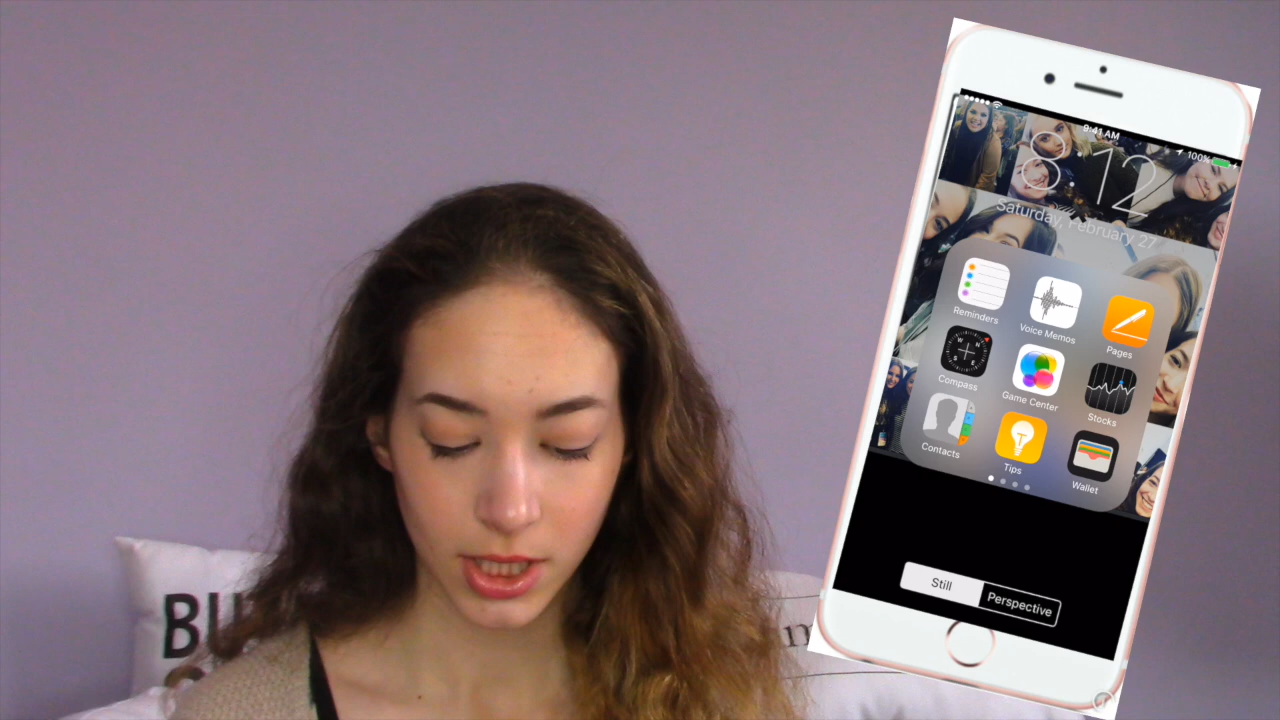 9:41 AM
100%
8:12
Saturday, February 27
Reminders
Voice Memos
Pages
W N
S E
Compass
Game Center
Stocks
Contacts
T
Tips
Wallet
Still
Perspective
BU
m